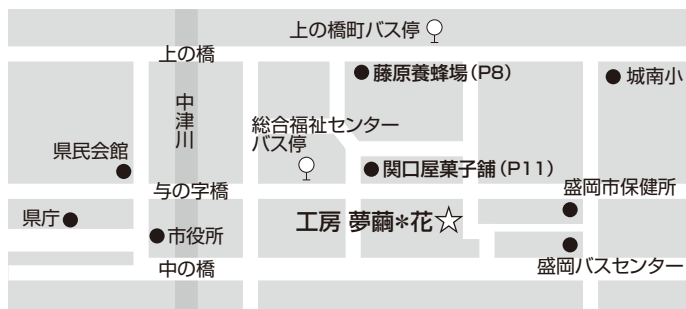 上の橋町バス停
上の橋
藤原養蜂場(P8)
城南小
中津川
総合福祉センター
バス停
県民会館
関口屋菓子舗(P11)
与の字橋
盛岡市保健所
県庁
工房 夢繭*花☆
市役所
中の橋
盛岡バスセンター